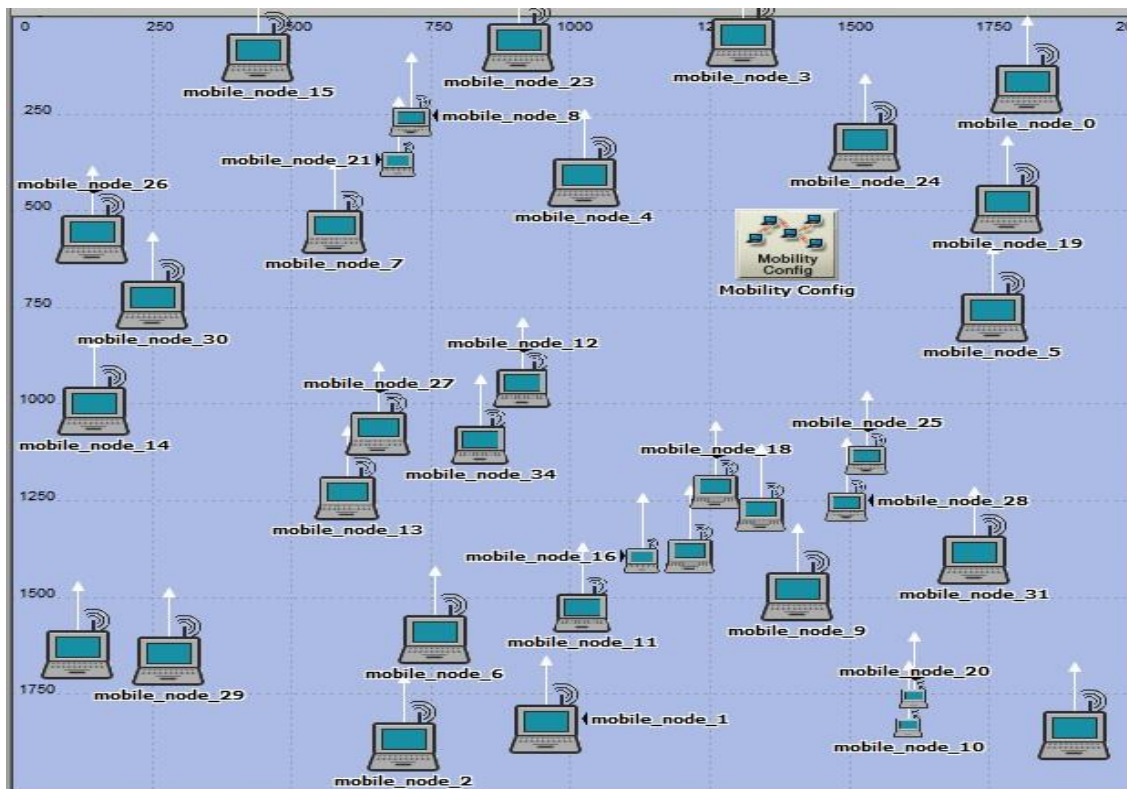 0 250 500 750 1000 1250 1500 1750 20
mobile_node_15
mobile_node_23
mobile_node_3
250
mobile_node_8
mobile_node_0
mobile_node_21
mobile_node_26
mobile_node_24
500
mobile_node_4
mobile_node_7
mobile_node_19
Mobility
Config
Mobility Config
750
mobile_node_30
mobile_node_12
mobile_node_5
mobile_node_27
1000
mobile_node_14
mobile_node_34
mobile_node_25
mobile_node_18
1250
mobile_node_28
mobile_node_13
mobile_node_16
mobile_node_31
1500
mobile_node_9
mobile_node_11
mobile_node_6
mobile_node_20
1750
mobile_node_29
mobile_node_1
mobile_node_10
mobile_node_2